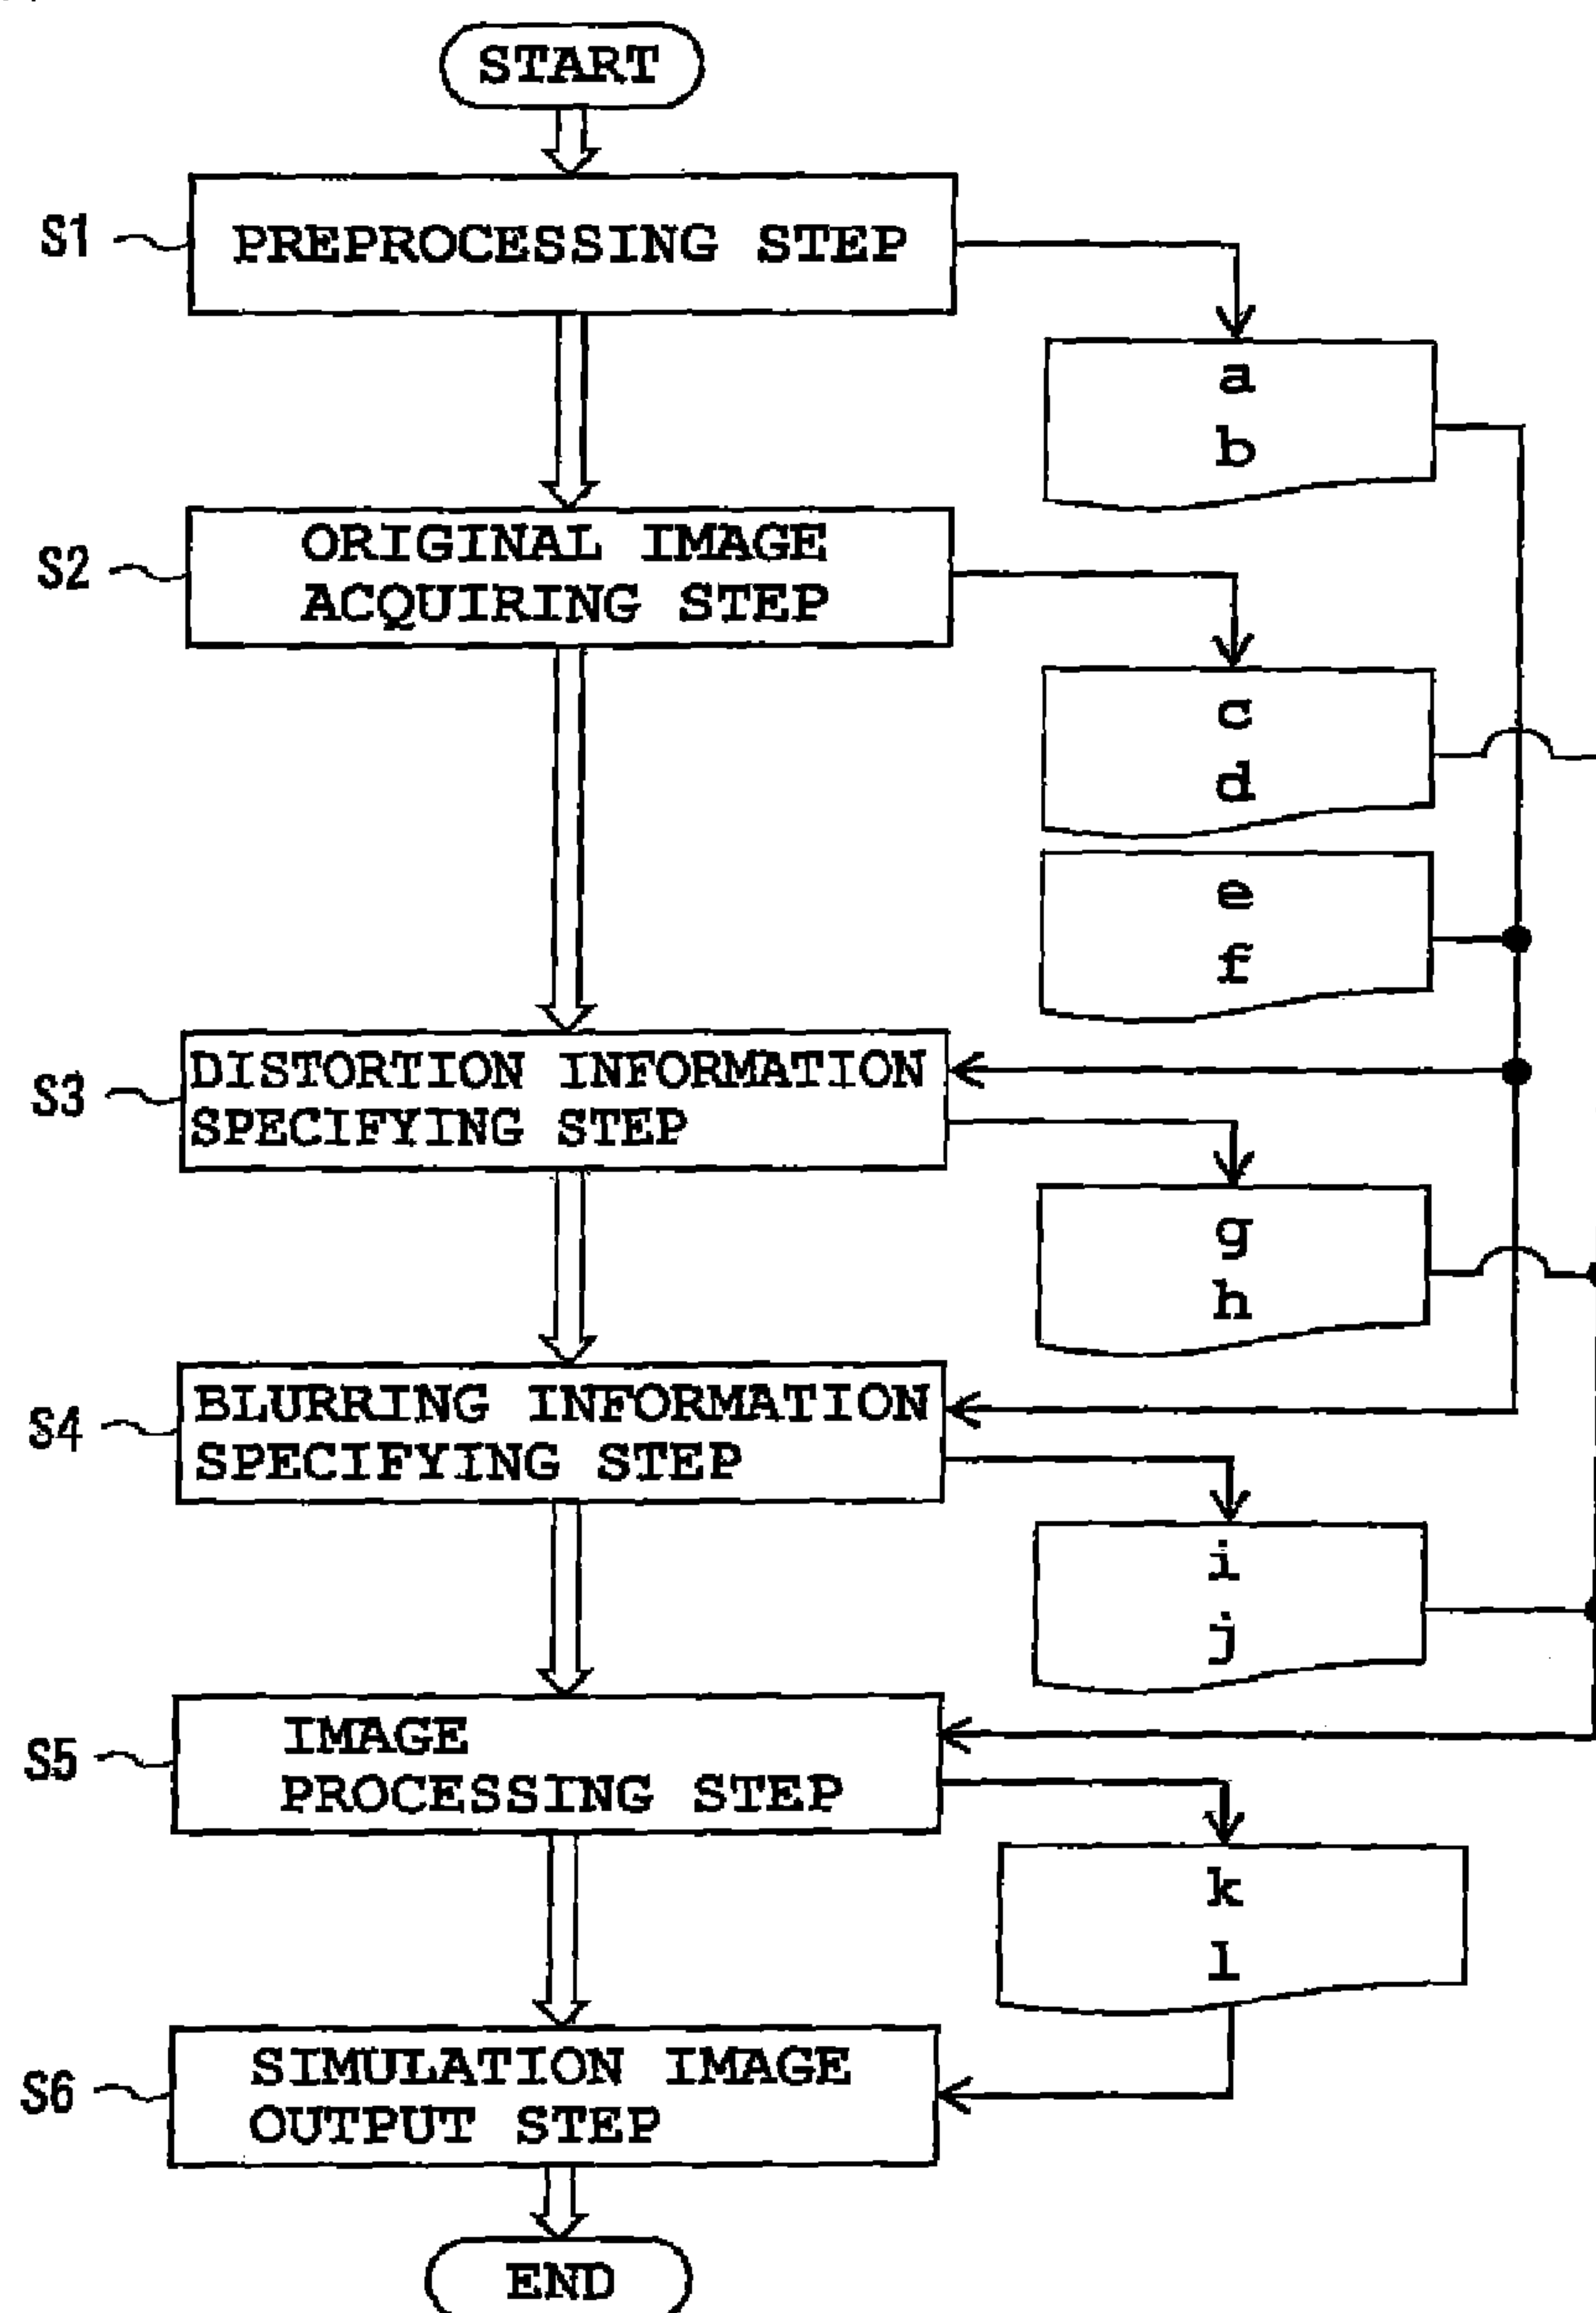 START
S1
PREPROCESSING STEP
a
b
S2
ORIGINAL IMAGE
ACQUIRING STEP
c
d
e
f
S3
DISTORTION INFORMATION
SPECIFYING STEP
g
h
S4
BLURRING INFORMATION
SPECIFYING STEP
i
j
S5
IMAGE
PROCESSING STEP
k
l
S6
SIMULATION IMAGE
OUTPUT STEP
END